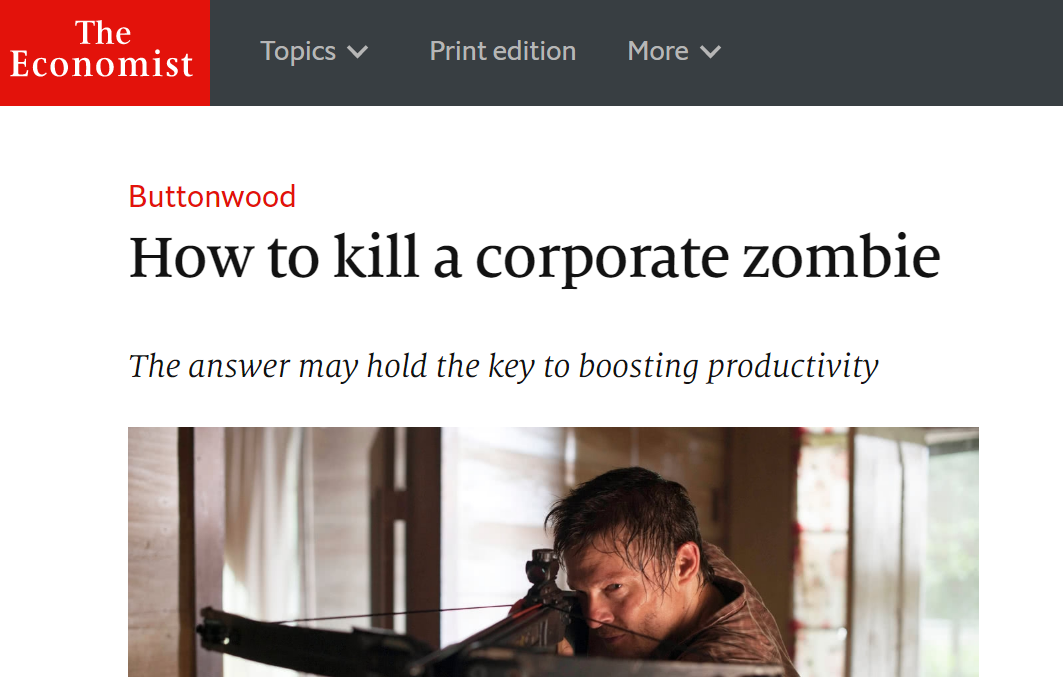 The
Economist
Topics
Print edition
More
Buttonwood
How to kill a corporate zombie
The answer may hold the key to boosting productivity